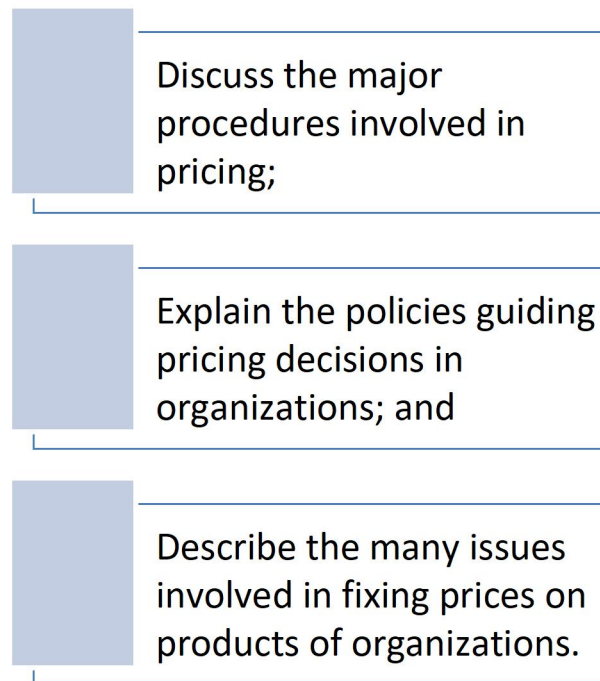 Discuss the major
procedures involved in
pricing;
Explain the policies guiding
pricing decisions in
organizations; and
Describe the many issues
involved in fixing prices on
products of organizations.